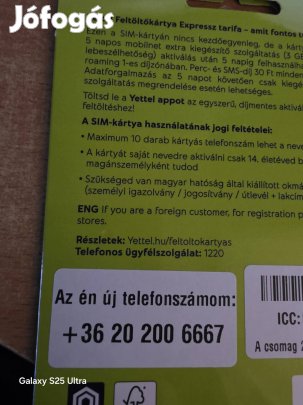 Jófogás
Feltöltőkártya Expressz tarifa – amit fontos
Ezen a SIM-kártyán nincs kezdőegyenleg, de a
5 napos mobilnet extra kiegészítő szolgáltatás (3 GB
lebeszélhetőség) aktiválás után 5 napig felhasználha
roaming 1-es díjzónában. Perc- és SMS-díj 30 Ft minden
Adatforgalmazás az 5 napot követően csak kiegés
szolgáltatás megrendelése esetén lehetséges.
Töltsd le a Yettel appot az egyszerű, díjmentes aktivál
feltöltéshez!
A SIM-kártya használatának jogi feltételei:
• Maximum 10 darab kártyás telefonszám lehet a neve
• A kártyát saját nevedre aktiválni csak 14. életéved b
magánszemélyként tudod
• Szükséged van magyar hatóság által kiállított okmá
(személyi igazolvány / jogosítvány / útlevél + lakcím
ENG If you are a foreign customer, for registration p
stores.
Részletek: Yettel.hu/feltoltokartyas
Telefonos ügyfélszolgálat: 1220
Az én új telefonszámom:
+36 20 200 6667
ICC:
A csomag 2
Galaxy S25 Ultra
FSC